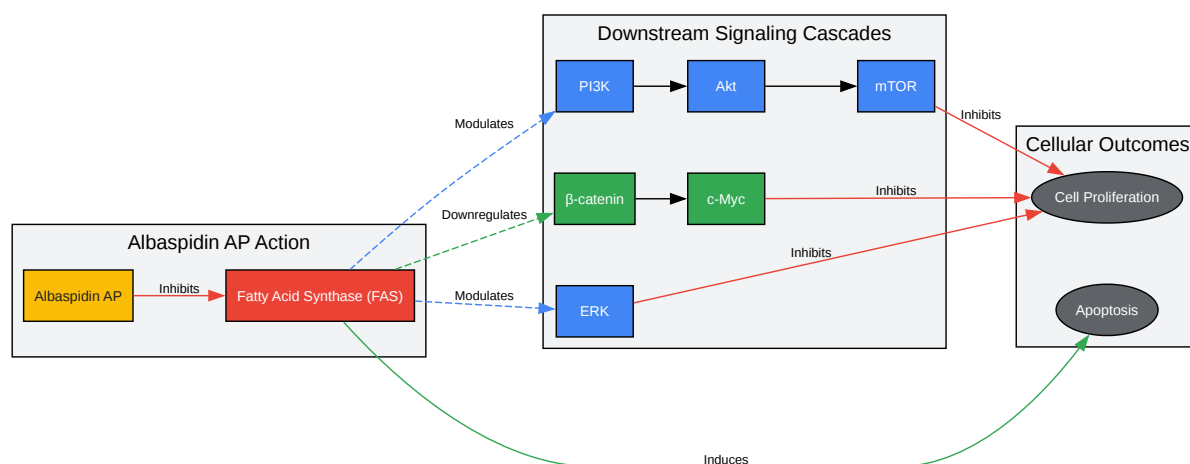 Downstream Signaling Cascades
PI3K
Akt
mTOR
Inhibits
Modulates
Cellular Outcomes
β-catenin
c-Myc
Inhibits
Cell Proliferation
Downregulates
Albaspidin AP Action
Inhibits
Albaspidin AP
Inhibits
Fatty Acid Synthase (FAS)
Modulates
ERK
Apoptosis
Induces